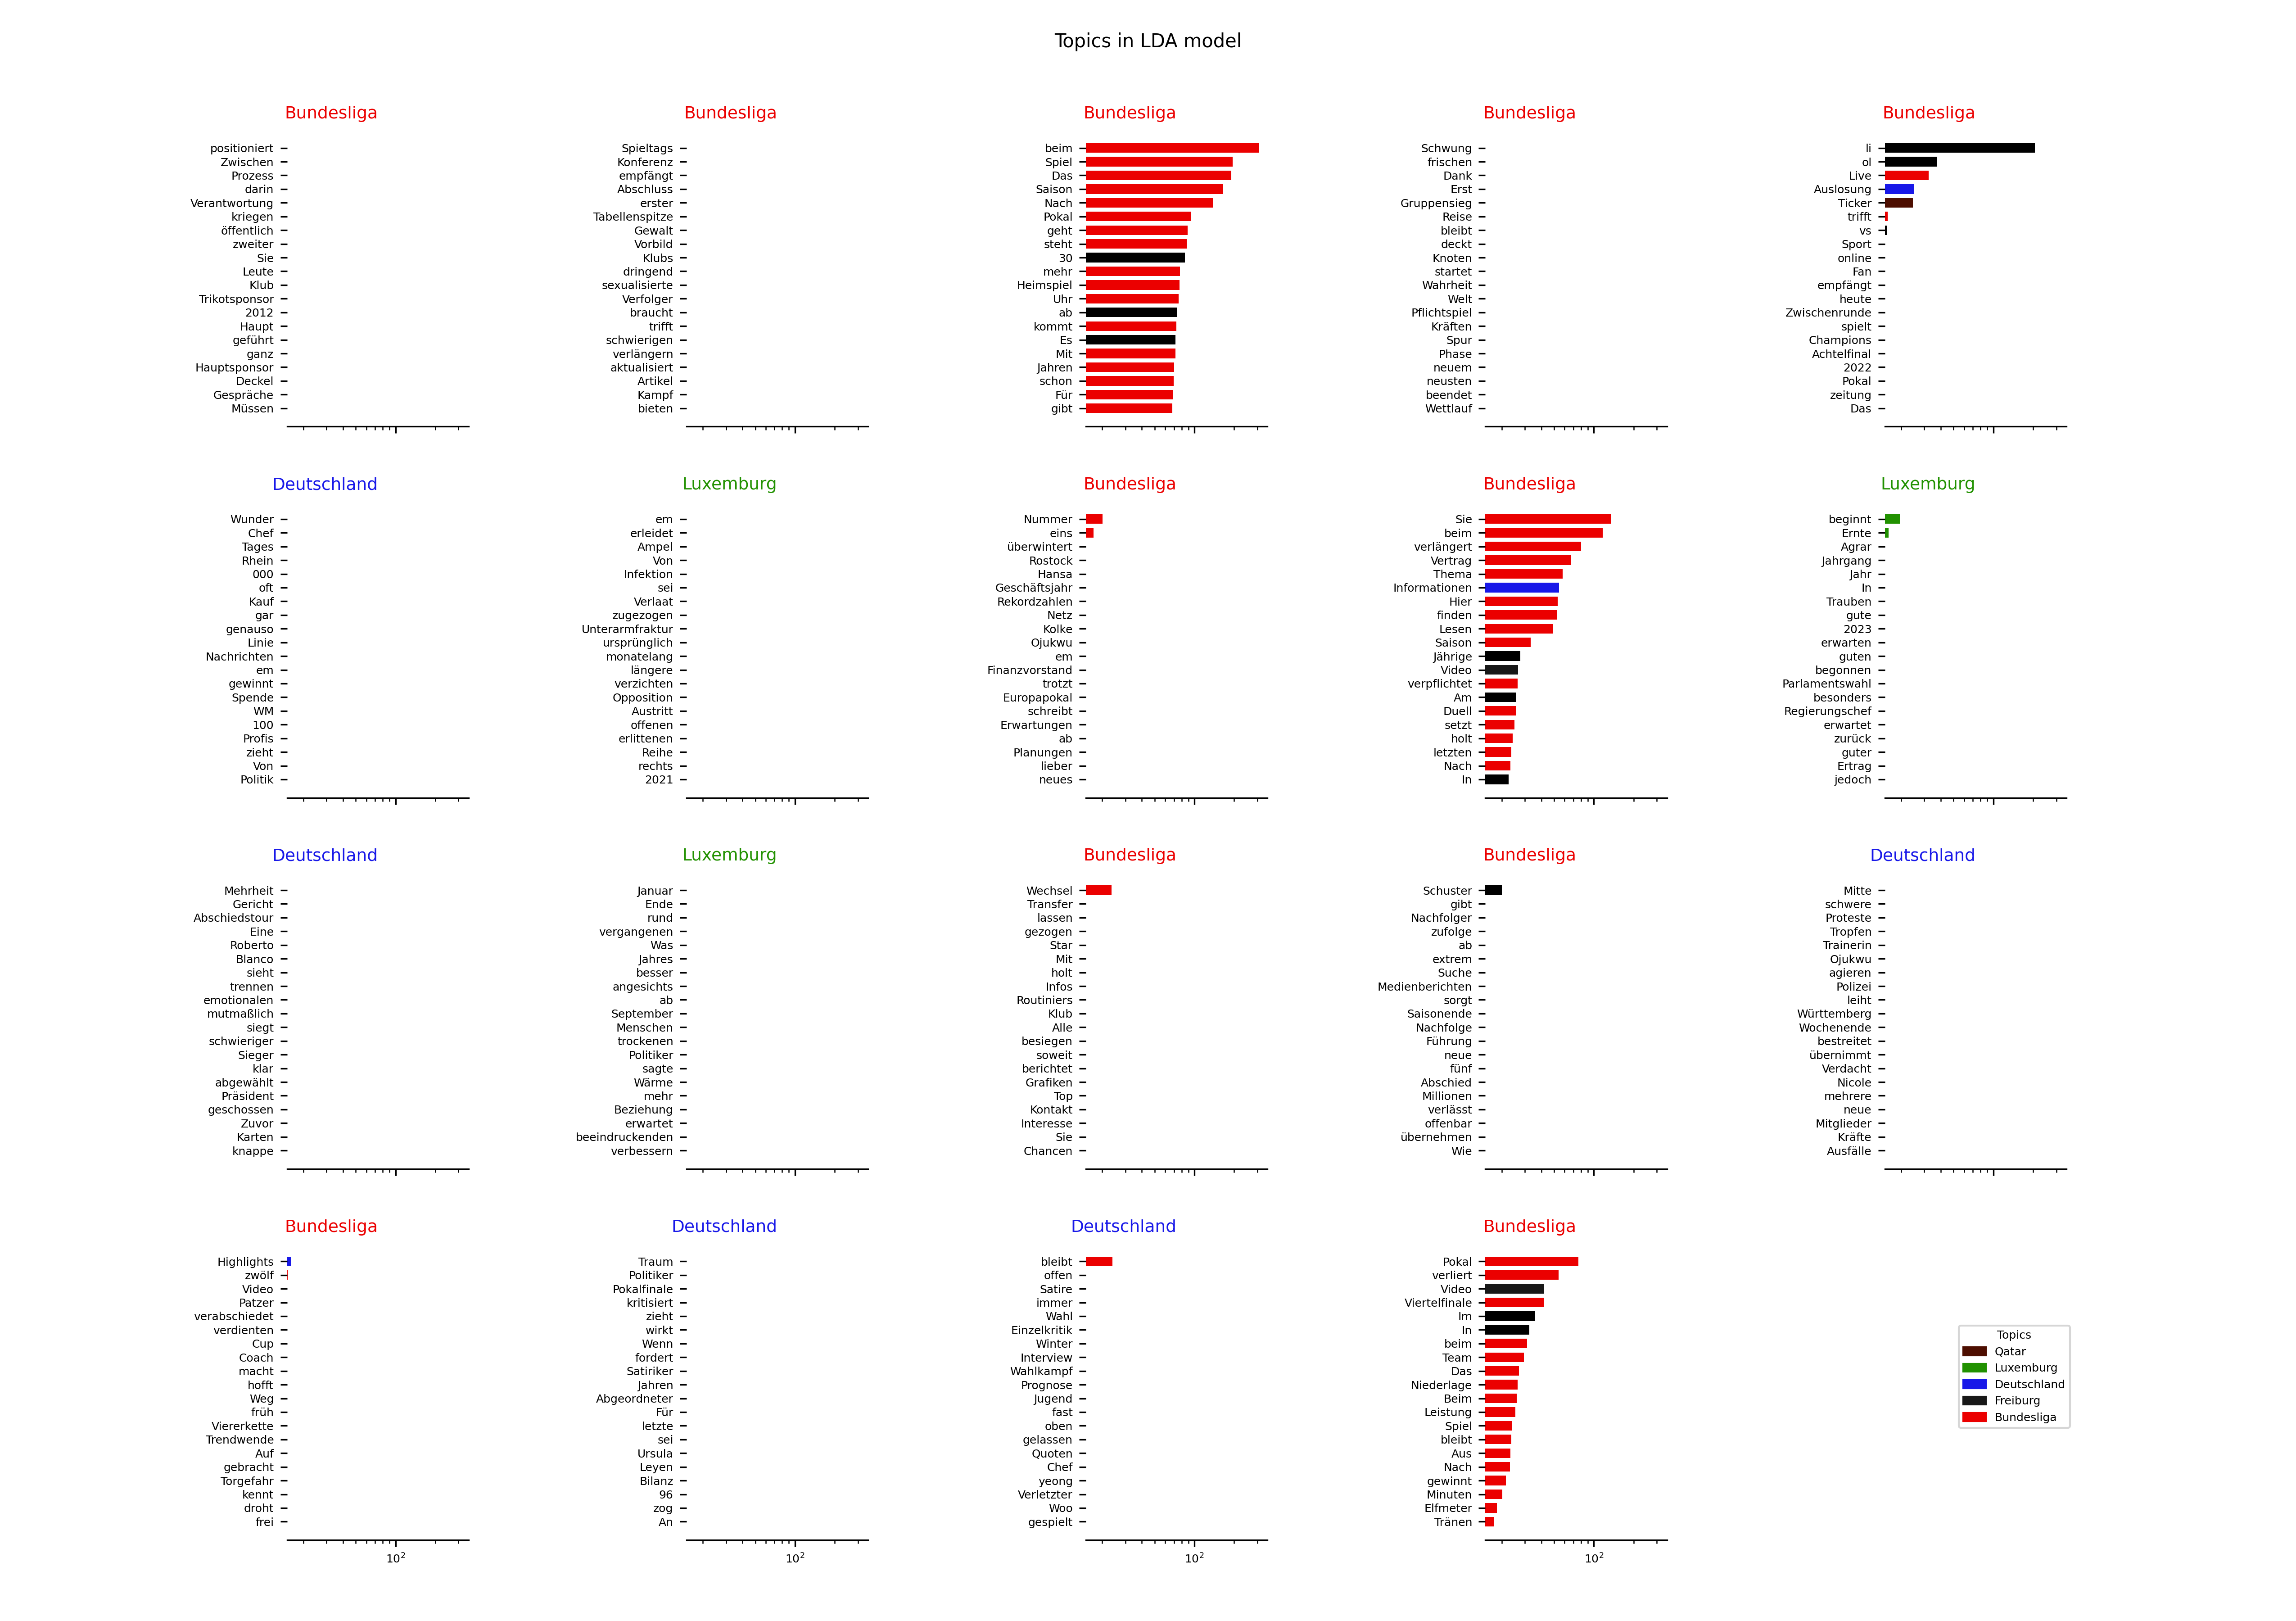 Topics in LDA model
Bundesliga
positioniert
Zwischen
Prozess
darin
Verantwortung
kriegen
öffentlich
zweiter
Sie
Leute
Klub
Trikotsponsor
2012
Haupt
geführt
ganz
Hauptsponsor
Deckel
Gespräche
Müssen
Bundesliga
Spieltags
Konferenz
empfängt
Abschluss
erster
Tabellenspitze
Gewalt
Vorbild
Klubs
dringend
sexualisierte
Verfolger
braucht
trifft
schwierigen
verlängern
aktualisiert
Artikel
Kampf
bieten
Bundesliga
beim
Spiel
Das
Saison
Nach
Pokal
geht
steht
30
mehr
Heimspiel
Uhr
ab
kommt
Es
Mit
Jahren
schon
Für
gibt
Bundesliga
Schwung
frischen
Dank
Erst
Gruppensieg
Reise
bleibt
deckt
Knoten
startet
Wahrheit
Welt
Pflichtspiel
Kräften
Spur
Phase
neuem
neusten
beendet
Wettlauf
Bundesliga
li
ol
Live
Auslosung
Ticker
trifft
vs
Sport
online
Fan
empfängt
heute
Zwischenrunde
spielt
Champions
Achtelfinal
2022
Pokal
zeitung
Das
Deutschland
Wunder
Chef
Tages
Rhein
000
oft
Kauf
gar
genauso
Linie
Nachrichten
em
gewinnt
Spende
WM
100
Profis
zieht
Von
Politik
Luxemburg
em
erleidet
Ampel
Von
Infektion
sei
Verlaat
zugezogen
Unterarmfraktur
ursprünglich
monatelang
längere
verzichten
Opposition
Austritt
offenen
erlittenen
Reihe
rechts
2021
Bundesliga
Nummer
eins
überwintert
Rostock
Hansa
Geschäftsjahr
Rekordzahlen
Netz
Kolke
Ojukwu
em
Finanzvorstand
trotzt
Europapokal
schreibt
Erwartungen
ab
Planungen
lieber
neues
Bundesliga
Sie
beim
verlängert
Vertrag
Thema
Informationen
Hier
finden
Lesen
Saison
Jährige
Video
verpflichtet
Am
Duell
setzt
holt
letzten
Nach
In
Luxemburg
beginnt
Ernte
Agrar
Jahrgang
Jahr
In
Trauben
gute
2023
erwarten
guten
begonnen
Parlamentswahl
besonders
Regierungschef
erwartet
zurück
guter
Ertrag
jedoch
Deutschland
Mehrheit
Gericht
Abschiedstour
Eine
Roberto
Blanco
sieht
trennen
emotionalen
mutmaßlich
siegt
schwieriger
Sieger
klar
abgewählt
Präsident
geschossen
Zuvor
Karten
knappe
Luxemburg
Januar
Ende
rund
vergangenen
Was
Jahres
besser
angesichts
ab
September
Menschen
trockenen
Politiker
sagte
Wärme
mehr
Beziehung
erwartet
beeindruckenden
verbessern
Bundesliga
Wechsel
Transfer
lassen
gezogen
Star
Mit
holt
Infos
Routiniers
Klub
Alle
besiegen
soweit
berichtet
Grafiken
Top
Kontakt
Interesse
Sie
Chancen
Bundesliga
Schuster
gibt
Nachfolger
zufolge
ab
extrem
Suche
Medienberichten
sorgt
Saisonende
Nachfolge
Führung
neue
fünf
Abschied
Millionen
verlässt
offenbar
übernehmen
Wie
Deutschland
Mitte
schwere
Proteste
Tropfen
Trainerin
Ojukwu
agieren
Polizei
leiht
Württemberg
Wochenende
bestreitet
übernimmt
Verdacht
Nicole
mehrere
neue
Mitglieder
Kräfte
Ausfälle
Bundesliga
Highlights
zwölf
Video
Patzer
verabschiedet
verdienten
Cup
Coach
macht
hofft
Weg
früh
Viererkette
Trendwende
Auf
gebracht
Torgefahr
kennt
droht
frei
10²
Deutschland
Traum
Politiker
Pokalfinale
kritisiert
zieht
wirkt
Wenn
fordert
Satiriker
Jahren
Abgeordneter
Für
letzte
sei
Ursula
Leyen
Bilanz
96
zog
An
10²
Deutschland
bleibt
offen
Satire
immer
Wahl
Einzelkritik
Winter
Interview
Wahlkampf
Prognose
Jugend
fast
oben
gelassen
Quoten
Chef
yeong
Verletzter
Woo
gespielt
10²
Bundesliga
Pokal
verliert
Video
Viertelfinale
Im
In
beim
Team
Das
Niederlage
Beim
Leistung
Spiel
bleibt
Aus
Nach
gewinnt
Minuten
Elfmeter
Tränen
10²
Topics
Qatar
Luxemburg
Deutschland
Freiburg
Bundesliga